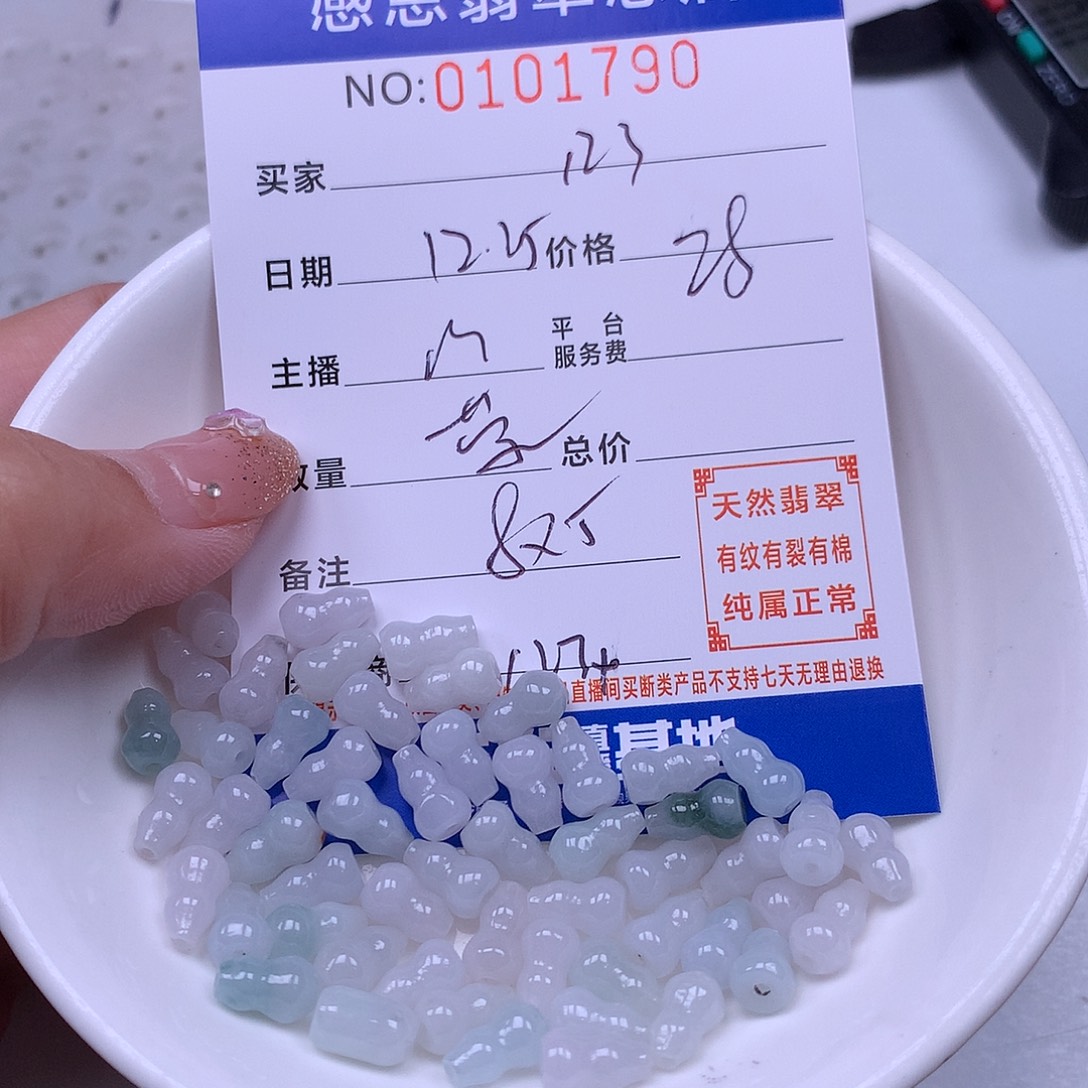 NO:0101790
买家 123
日期 12.25 价格 28
主播
平台
服务费
数量 总价
备注 8x5
天然翡翠
有纹有裂有棉
纯属正常
直播间买断类产品不支持七天无理由退换
基地